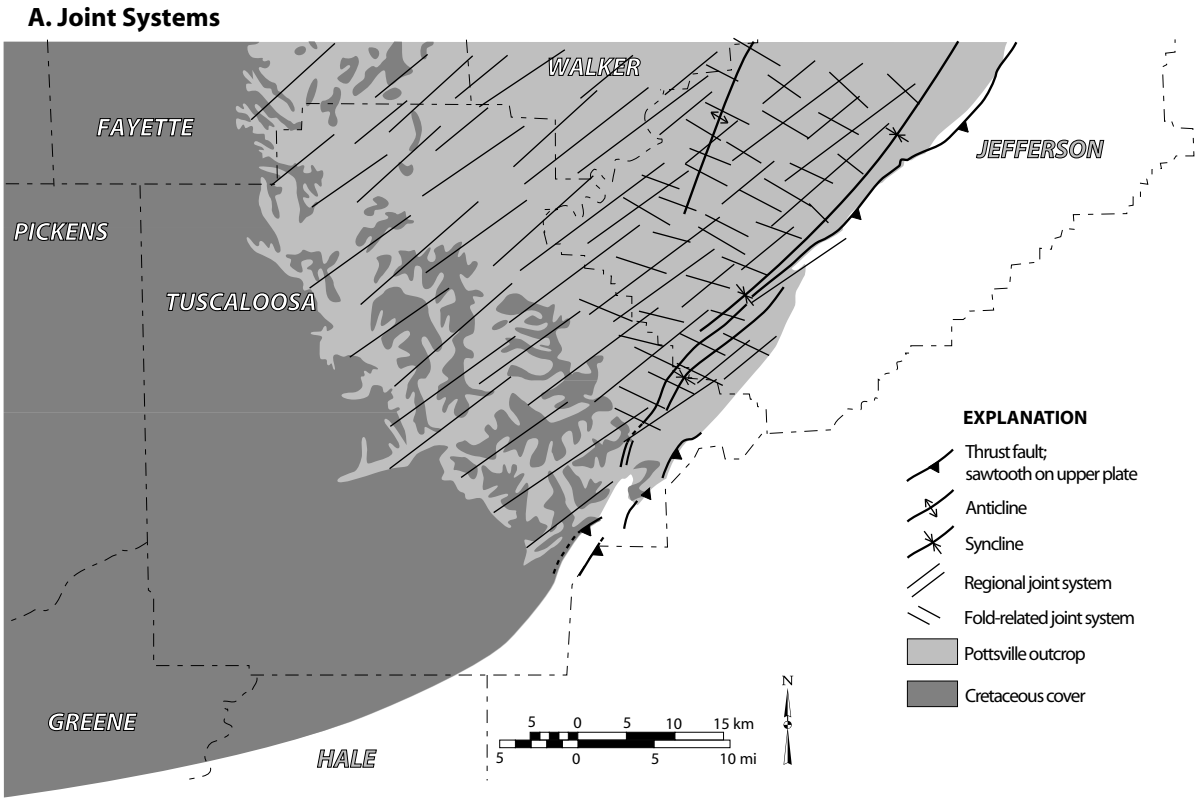 A. Joint Systems
WALKER
FAYETTE
JEFFERSON
PICKENS
TUSCALOOSA
EXPLANATION
Thrust fault;
sawtooth on upper plate
Anticline
Syncline
Regional joint system
Fold-related joint system
Pottsville outcrop
Cretaceous cover
N
5 0 5 10 15 km
5 0 5 10 mi
GREENE
HALE